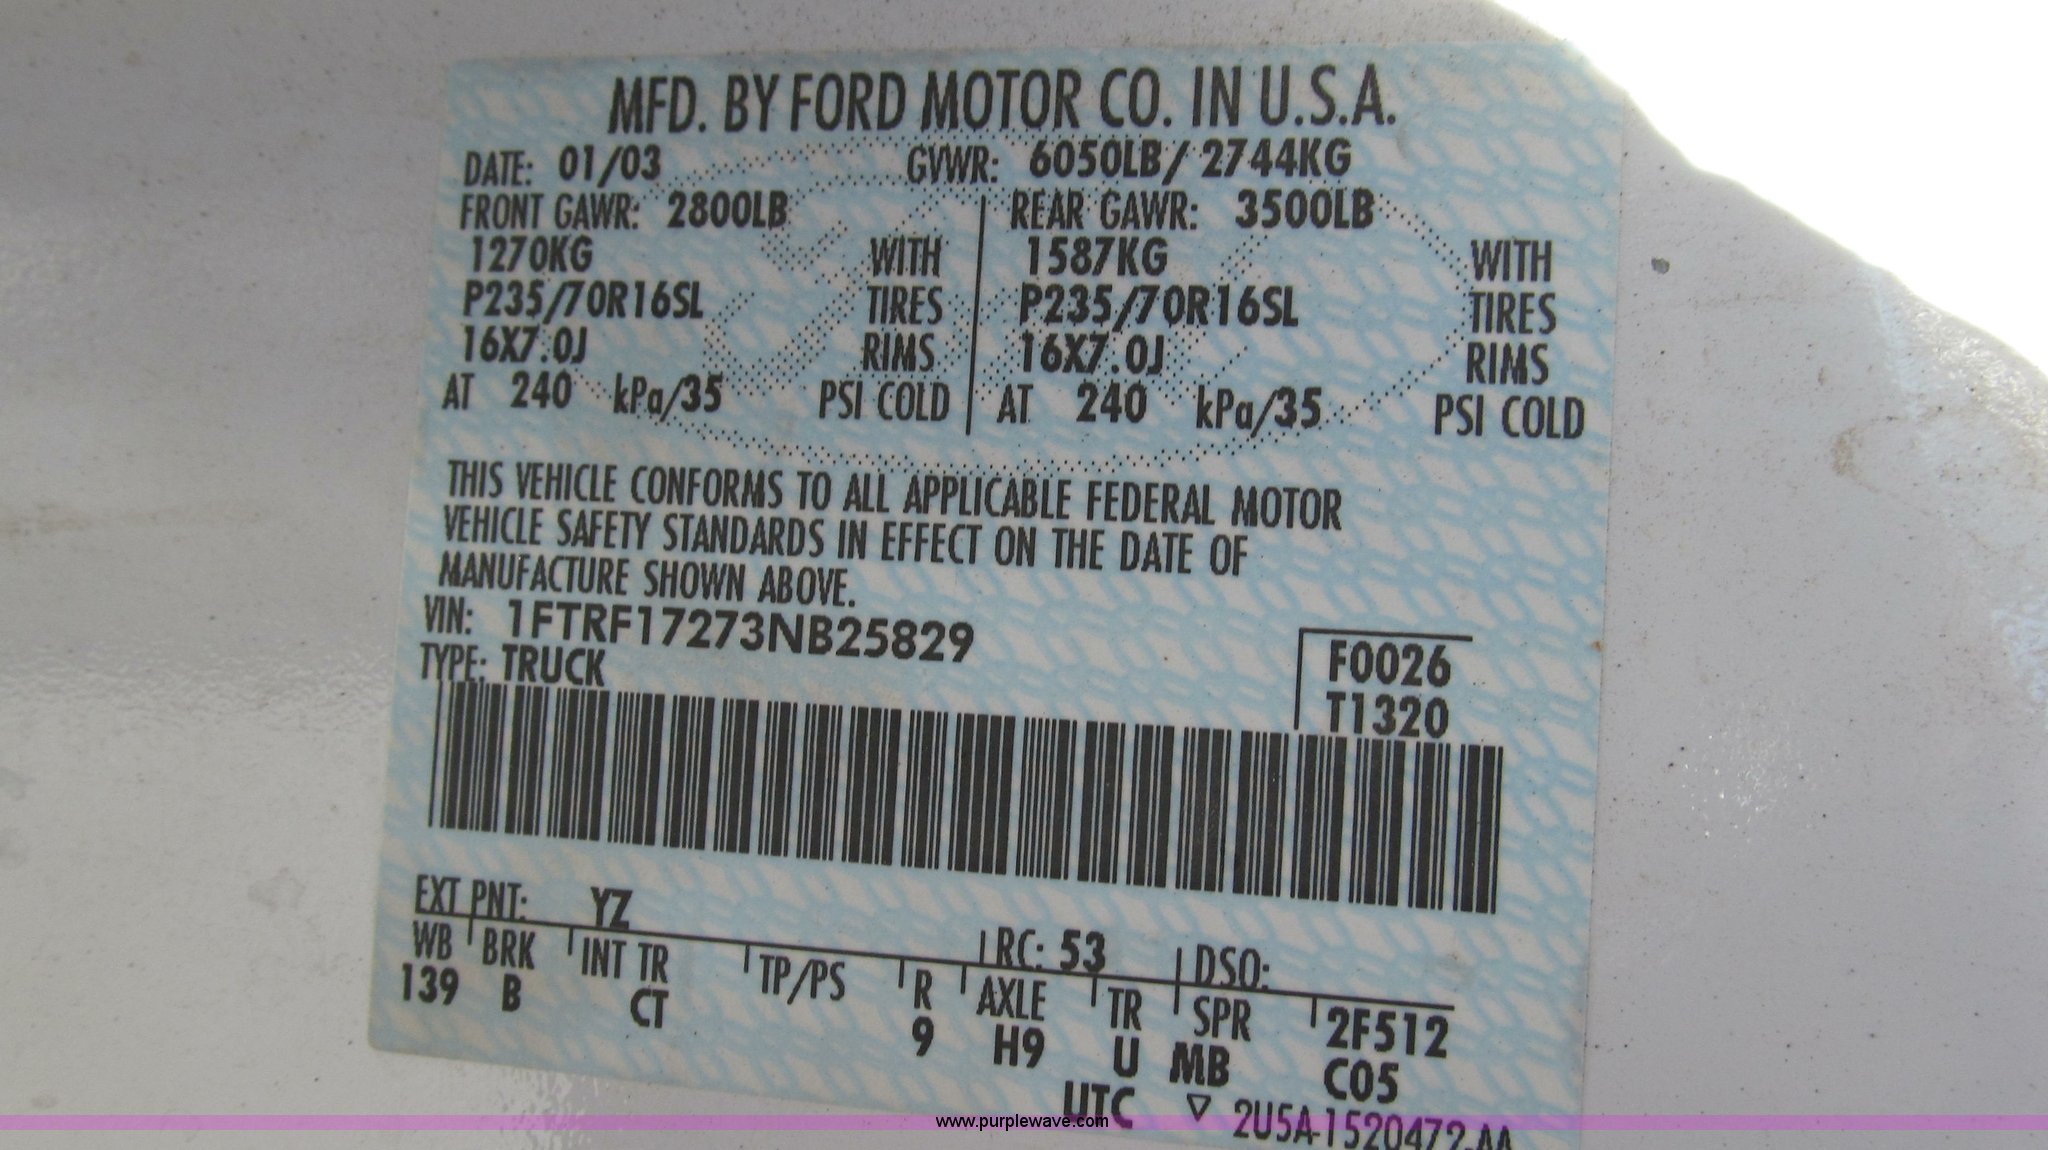 MFD. BY FORD MOTOR CO. IN U.S.A.
DATE: 01/03 GVWR: 6050LB/ 2744KG
FRONT GAWR: 2800LB REAR GAWR: 3500LB
1270KG WITH 1587KG WITH
P235/70R16SL TIRES P235/70R16SL TIRES
16X7.0J RIMS 16X7.0J RIMS
AT 240 kPa/35 PSI COLD AT 240 kPa/35 PSI COLD
THIS VEHICLE CONFORMS TO ALL APPLICABLE FEDERAL MOTOR
VEHICLE SAFETY STANDARDS IN EFFECT ON THE DATE OF
MANUFACTURE SHOWN ABOVE.
VIN: 1FTRF17273NB25829
TYPE: TRUCK
F0026
T1320
EXT PNT: YZ
RC: 53 DSO:
WB BRK INT TR TP/PS R AXLE TR SPR 2F512
139 B CT 9 H9 U MB C05
UTC ▽ 2U5A-1520472-AA
www.purplewave.com